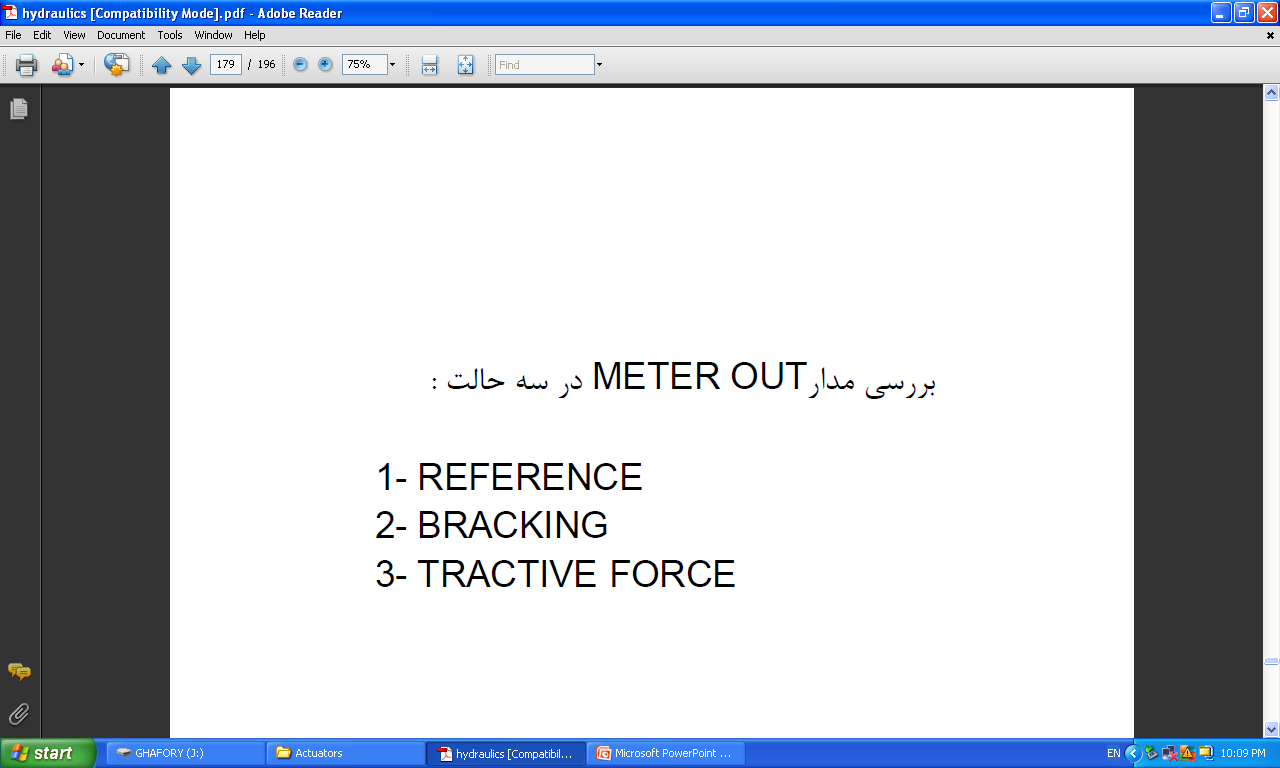 hydraulics [Compatibility Mode].pdf - Adobe Reader
File Edit View Document Tools Window Help
179 / 196 75% Find
بررسی مدار METER OUT در سه حالت :
1- REFERENCE
2- BRACKING
3- TRACTIVE FORCE
start GHAFORY (J:) Actuators hydraulics [Compatibil... Microsoft PowerPoint ... EN 10:09 PM